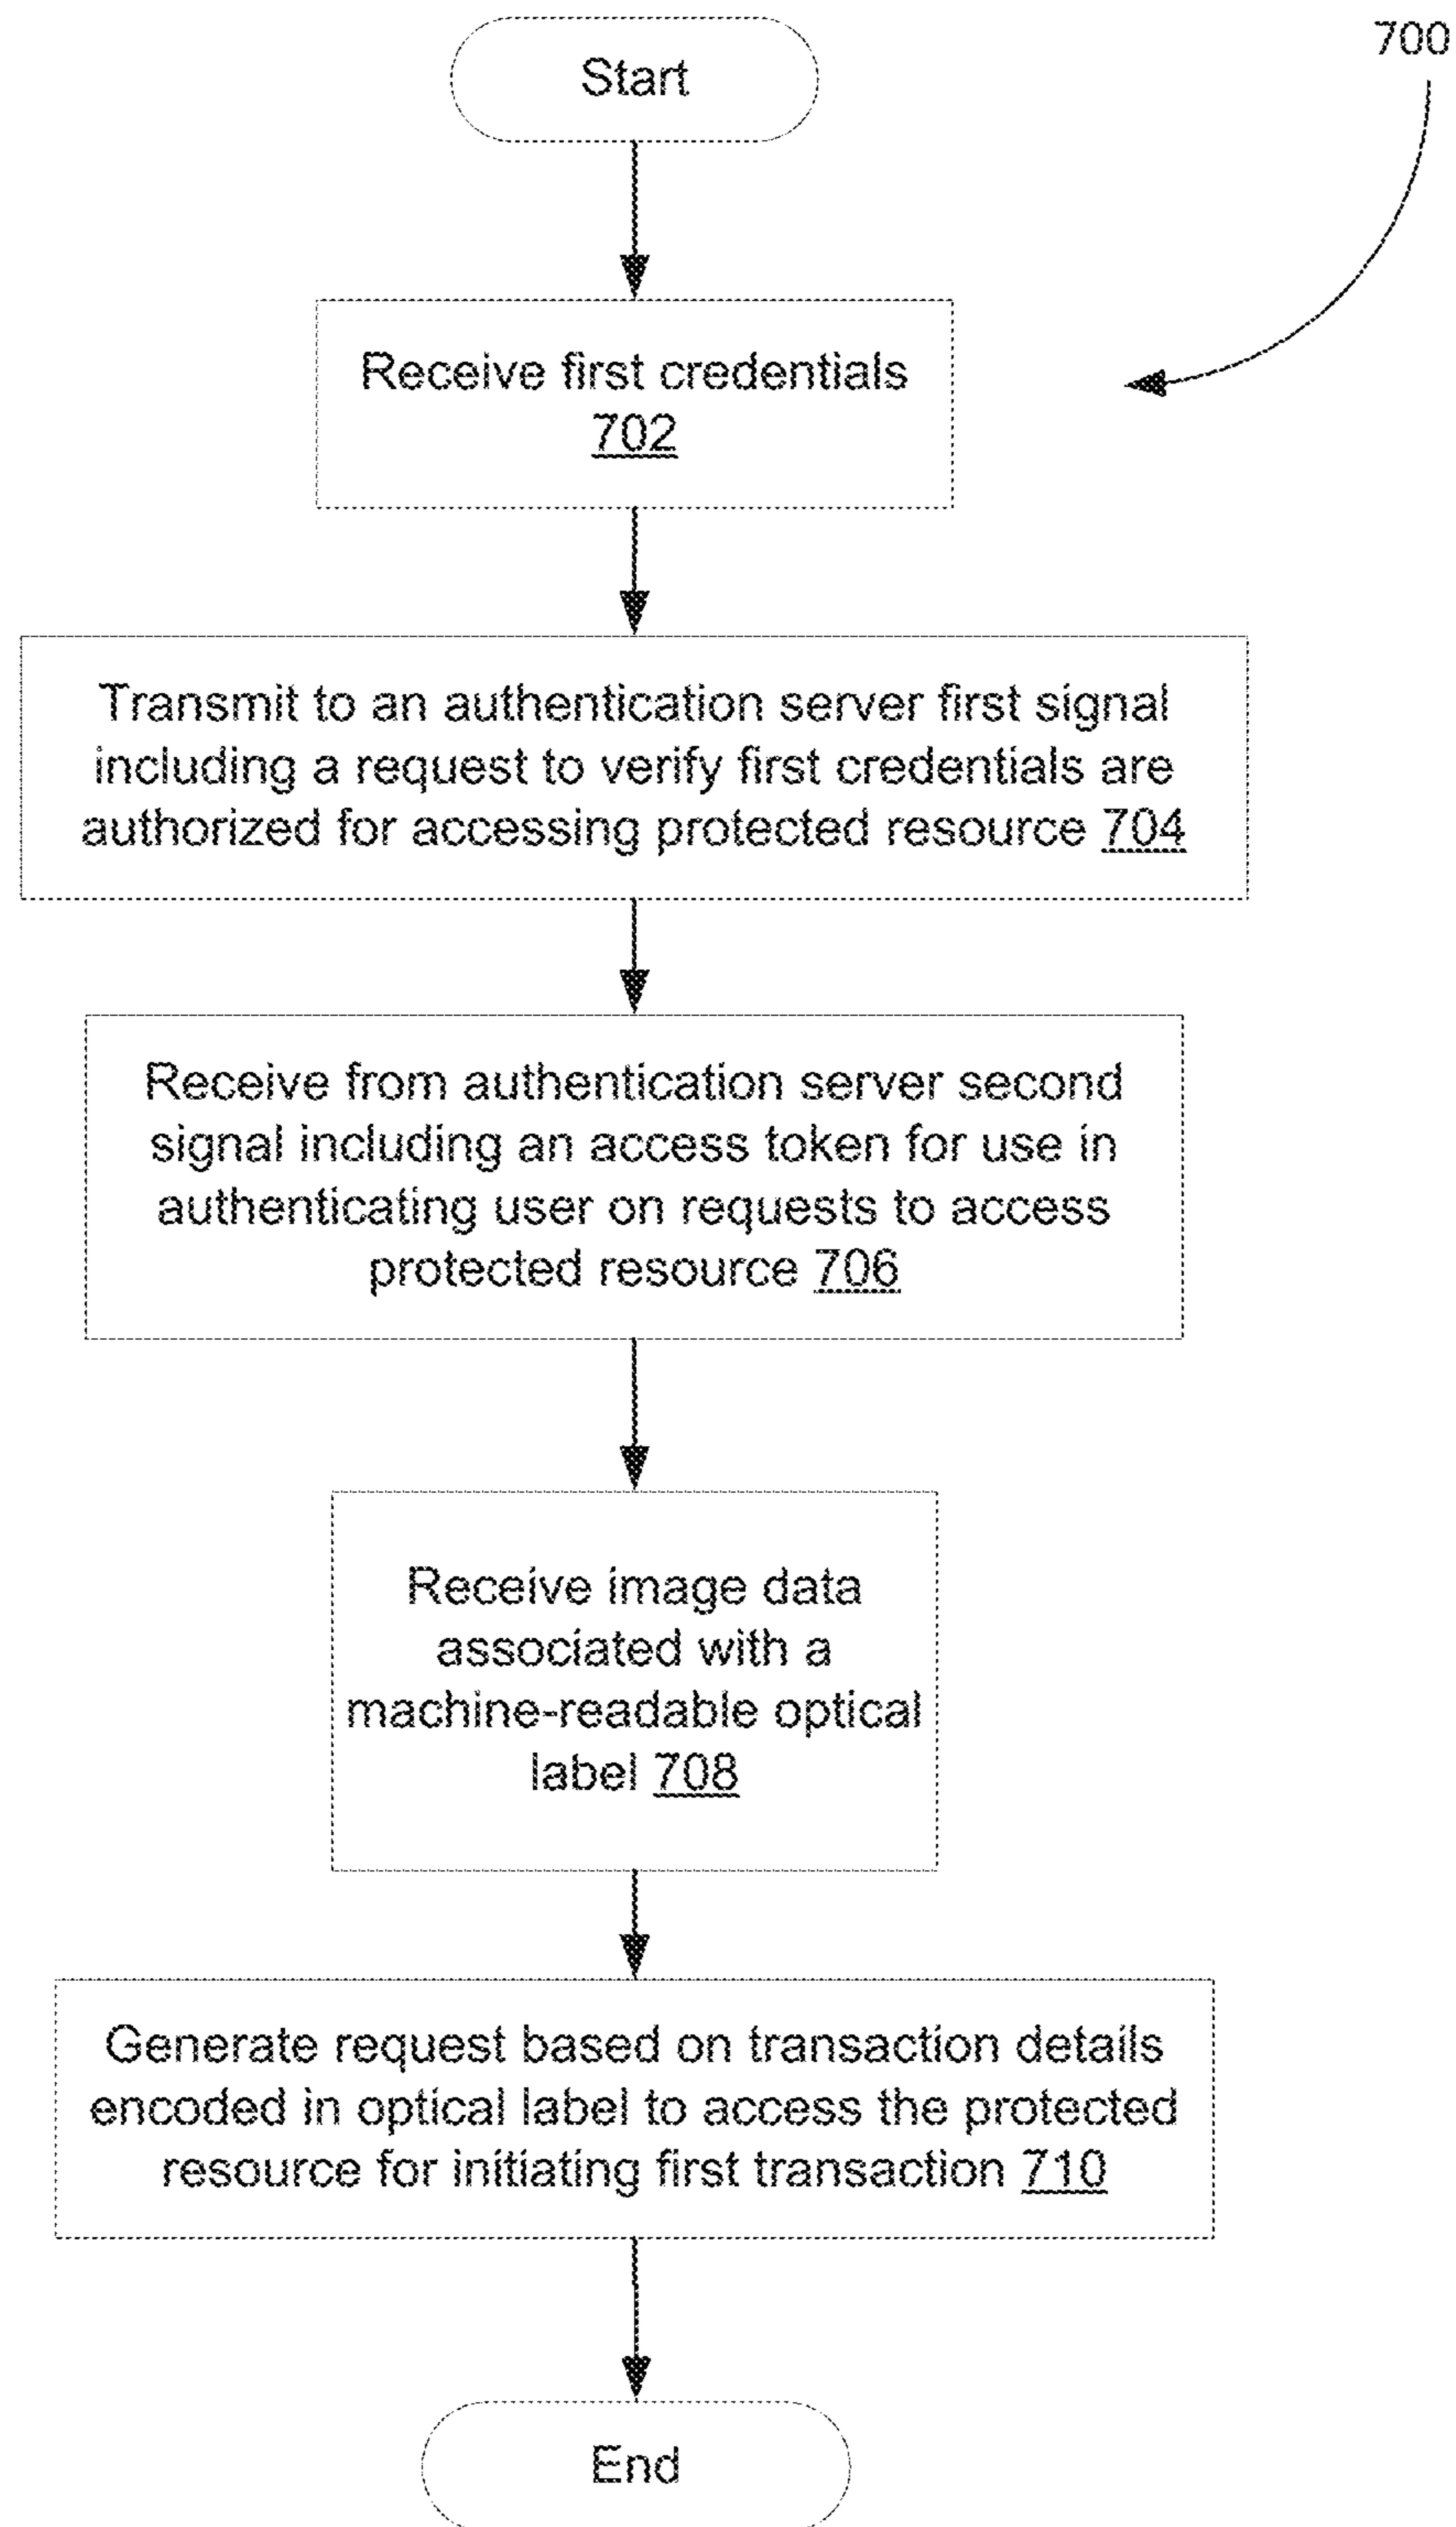 700
Start
Receive first credentials
702
Transmit to an authentication server first signal
including a request to verify first credentials are
authorized for accessing protected resource 704
Receive from authentication server second
signal including an access token for use in
authenticating user on requests to access
protected resource 706
Receive image data
associated with a
machine-readable optical
label 708
Generate request based on transaction details
encoded in optical label to access the protected
resource for initiating first transaction 710
End